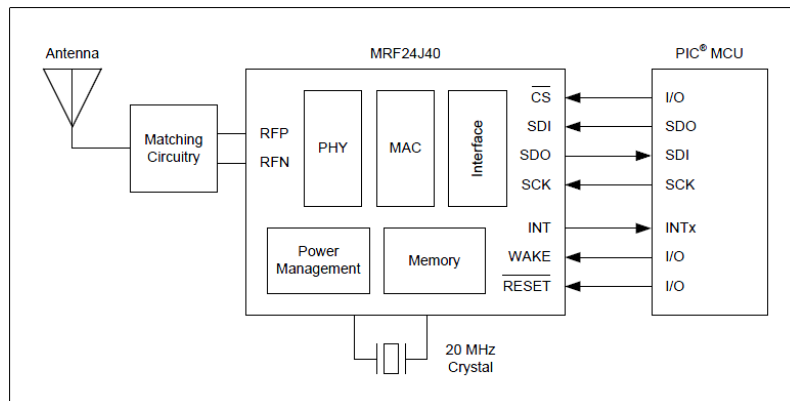 Antenna
MRF24J40
PIC® MCU
Matching
Circuitry
RFP
RFN
PHY
MAC
Interface
CS
SDI
SDO
SCK
INT
WAKE
RESET
I/O
SDO
SDI
SCK
INTx
I/O
I/O
Power
Management
Memory
20 MHz
Crystal